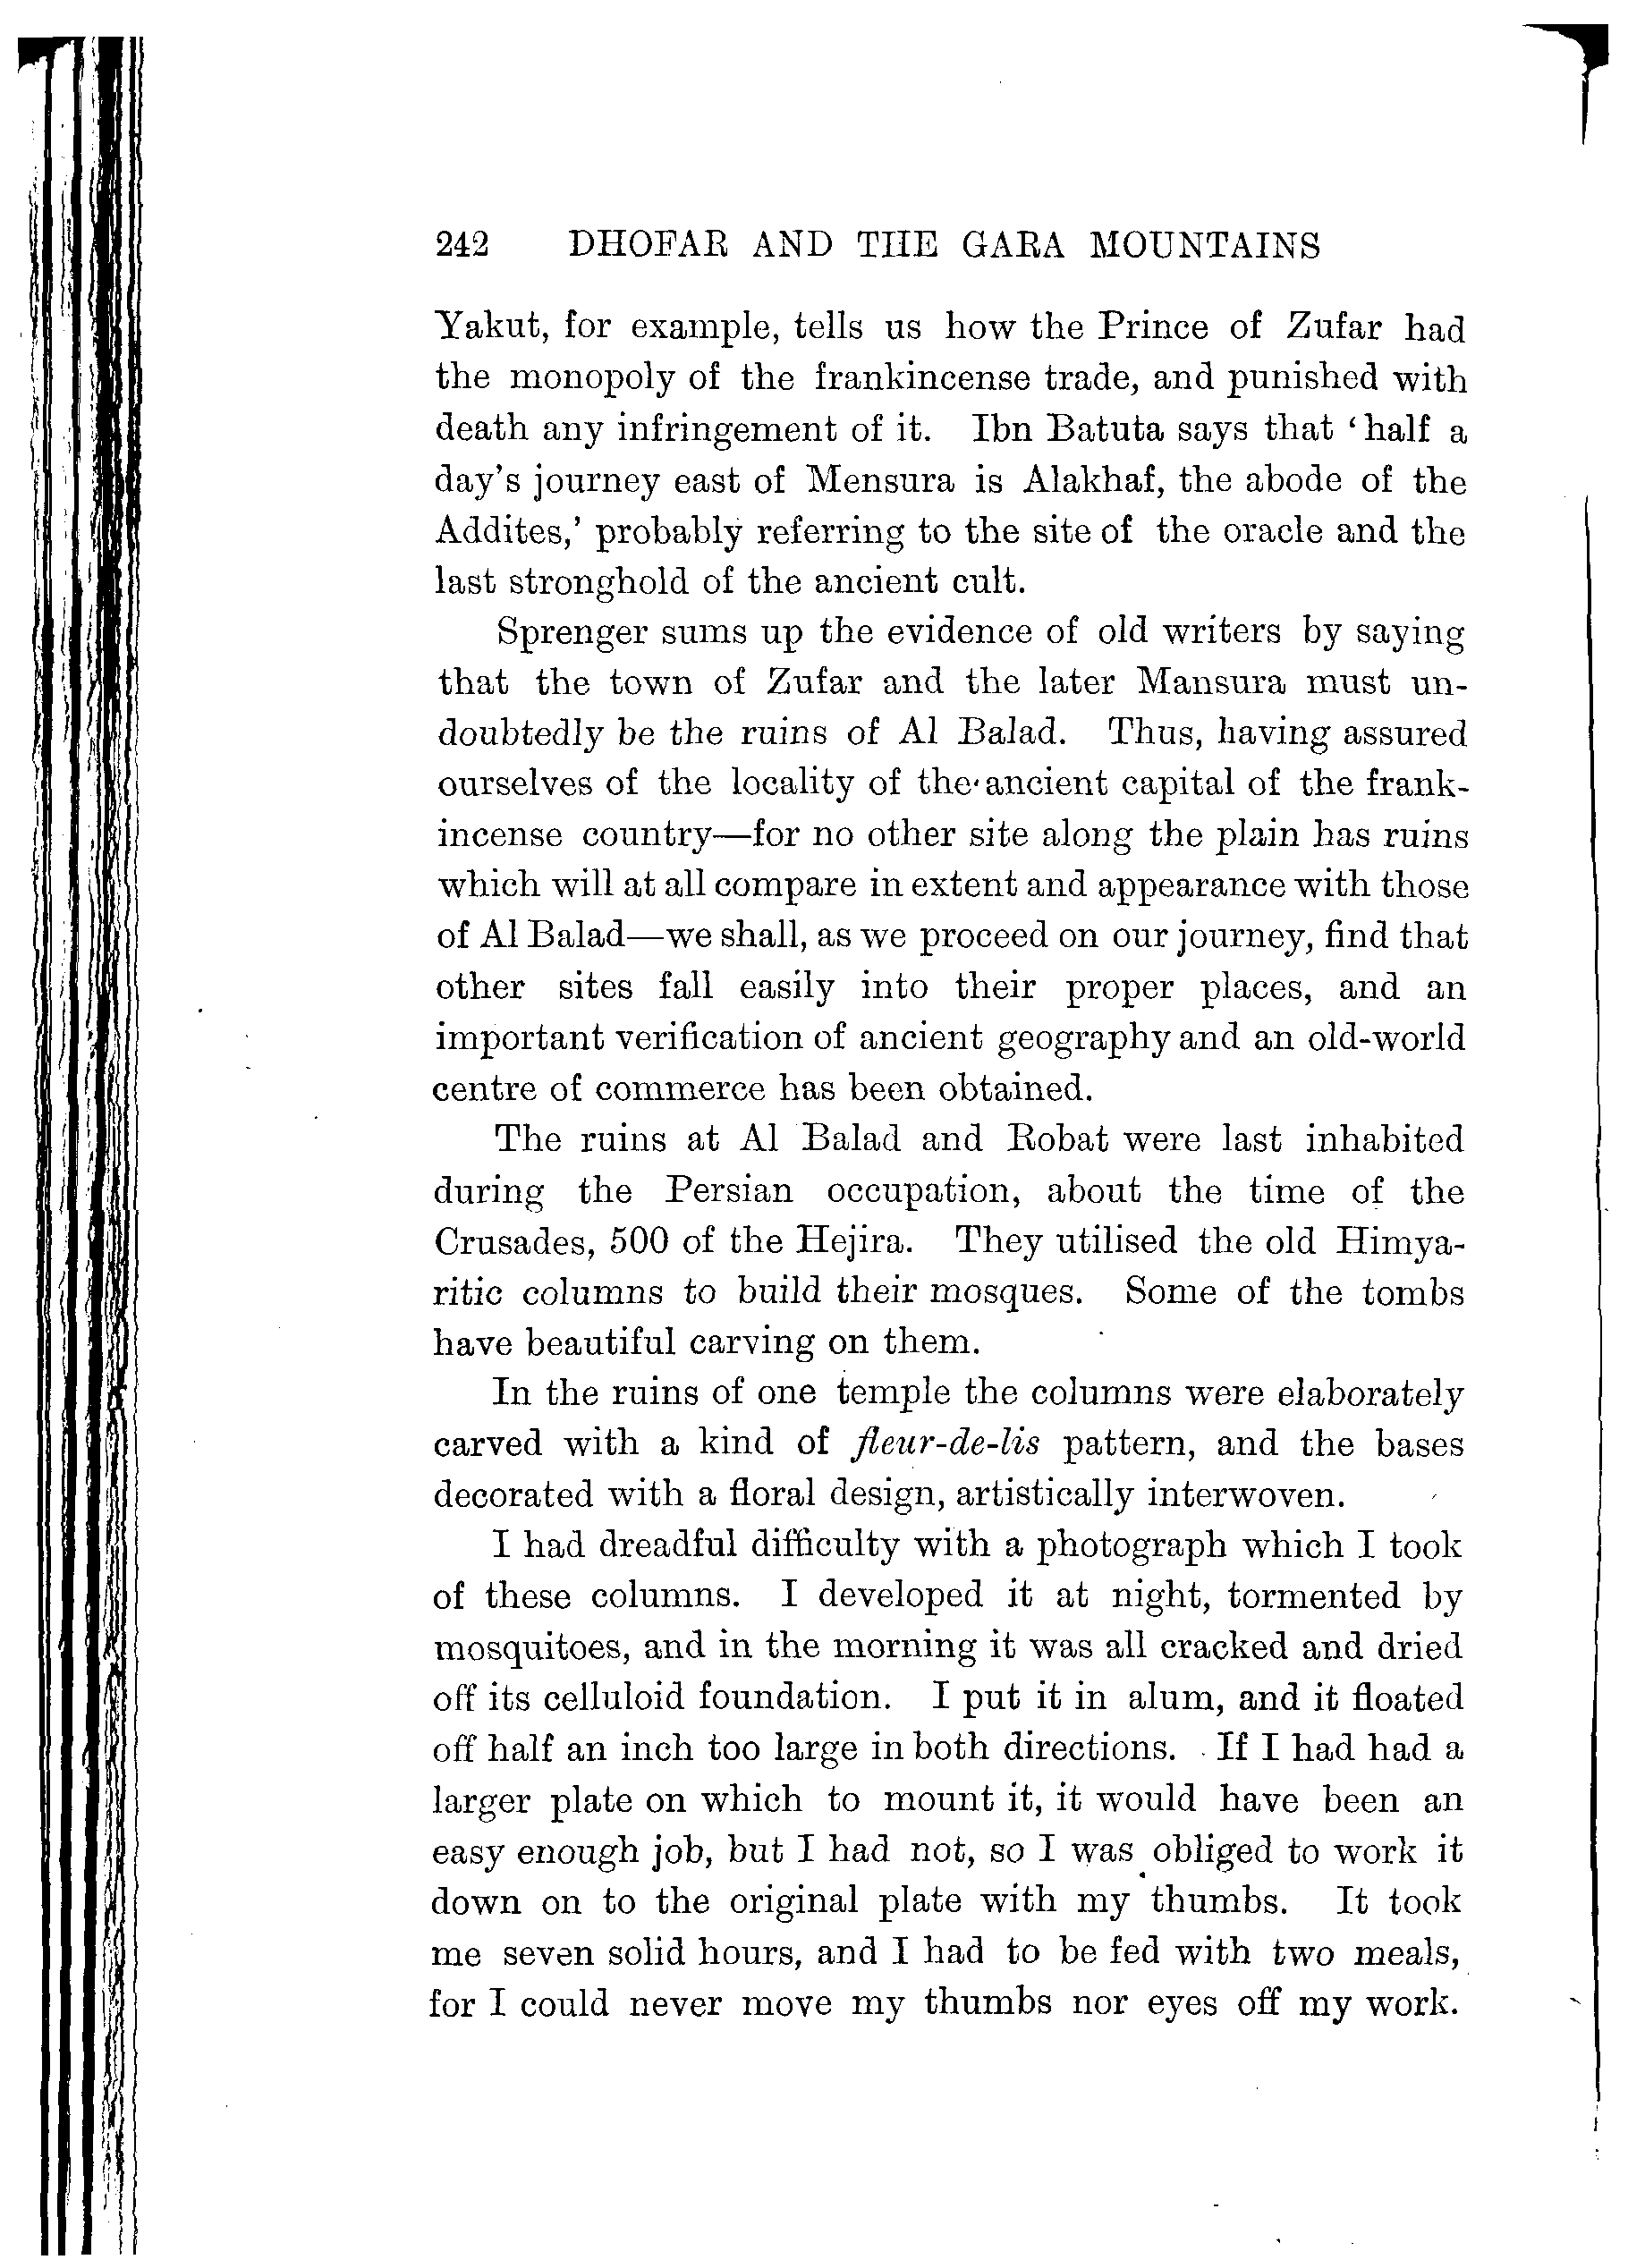 242 DHOFAR AND THE GARA MOUNTAINS
Yakut, for example, tells us how the Prince of Zufar had
the monopoly of the frankincense trade, and punished with
death any infringement of it. Ibn Batuta says that ‘half a
day's journey east of Mensura is Alakhaf, the abode of the
Addites,’ probably referring to the site of the oracle and the
last stronghold of the ancient cult.
Sprenger sums up the evidence of old writers by saying
that the town of Zufar and the later Mansura must un-
doubtedly be the ruins of Al Balad. Thus, having assured
ourselves of the locality of the ancient capital of the frank-
incense country—for no other site along the plain has ruins
which will at all compare in extent and appearance with those
of Al Balad—we shall, as we proceed on our journey, find that
other sites fall easily into their proper places, and an
important verification of ancient geography and an old-world
centre of commerce has been obtained.
The ruins at Al Balad and Robat were last inhabited
during the Persian occupation, about the time of the
Crusades, 500 of the Hejira. They utilised the old Himya-
ritic columns to build their mosques. Some of the tombs
have beautiful carving on them.
In the ruins of one temple the columns were elaborately
carved with a kind of fleur-de-lis pattern, and the bases
decorated with a floral design, artistically interwoven.
I had dreadful difficulty with a photograph which I took
of these columns. I developed it at night, tormented by
mosquitoes, and in the morning it was all cracked and dried
off its celluloid foundation. I put it in alum, and it floated
off half an inch too large in both directions. If I had had a
larger plate on which to mount it, it would have been an
easy enough job, but I had not, so I was obliged to work it
down on to the original plate with my thumbs. It took
me seven solid hours, and I had to be fed with two meals,
for I could never move my thumbs nor eyes off my work.